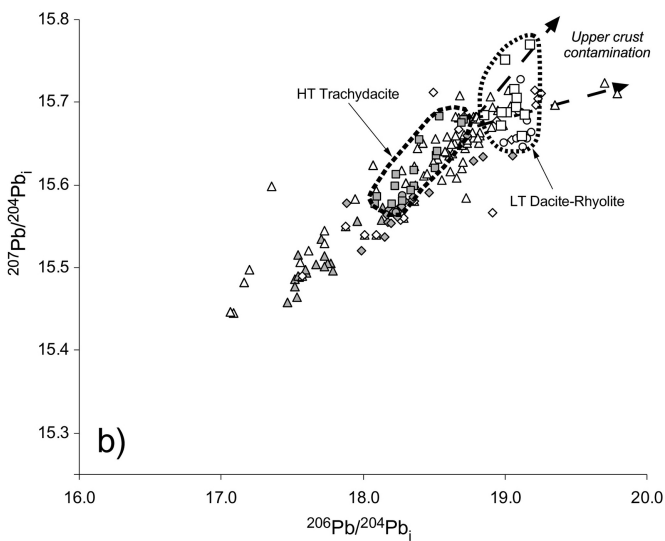 15.8
Upper crust
contamination
HT Trachydacite
15.7
15.6
LT Dacite-Rhyolite
²⁰⁷Pb/²⁰⁴Pbᵢ
15.5
15.4
15.3
b)
16.0 17.0 18.0 19.0 20.0
²⁰⁶Pb/²⁰⁴Pbᵢ